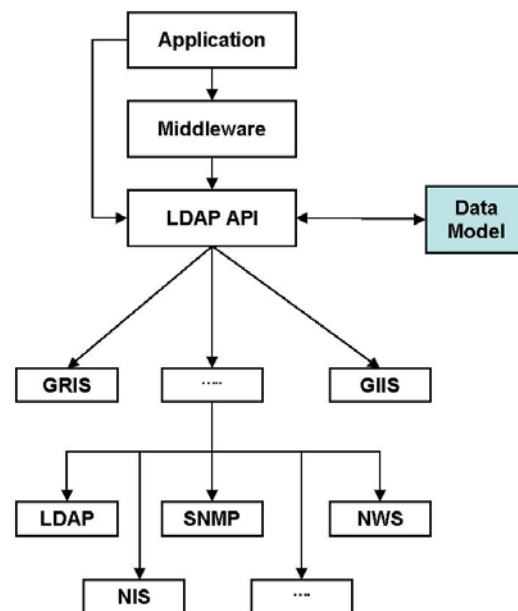 Application
Middleware
LDAP API
Data
Model
GRIS
.....
GIIS
LDAP
SNMP
NWS
NIS
....